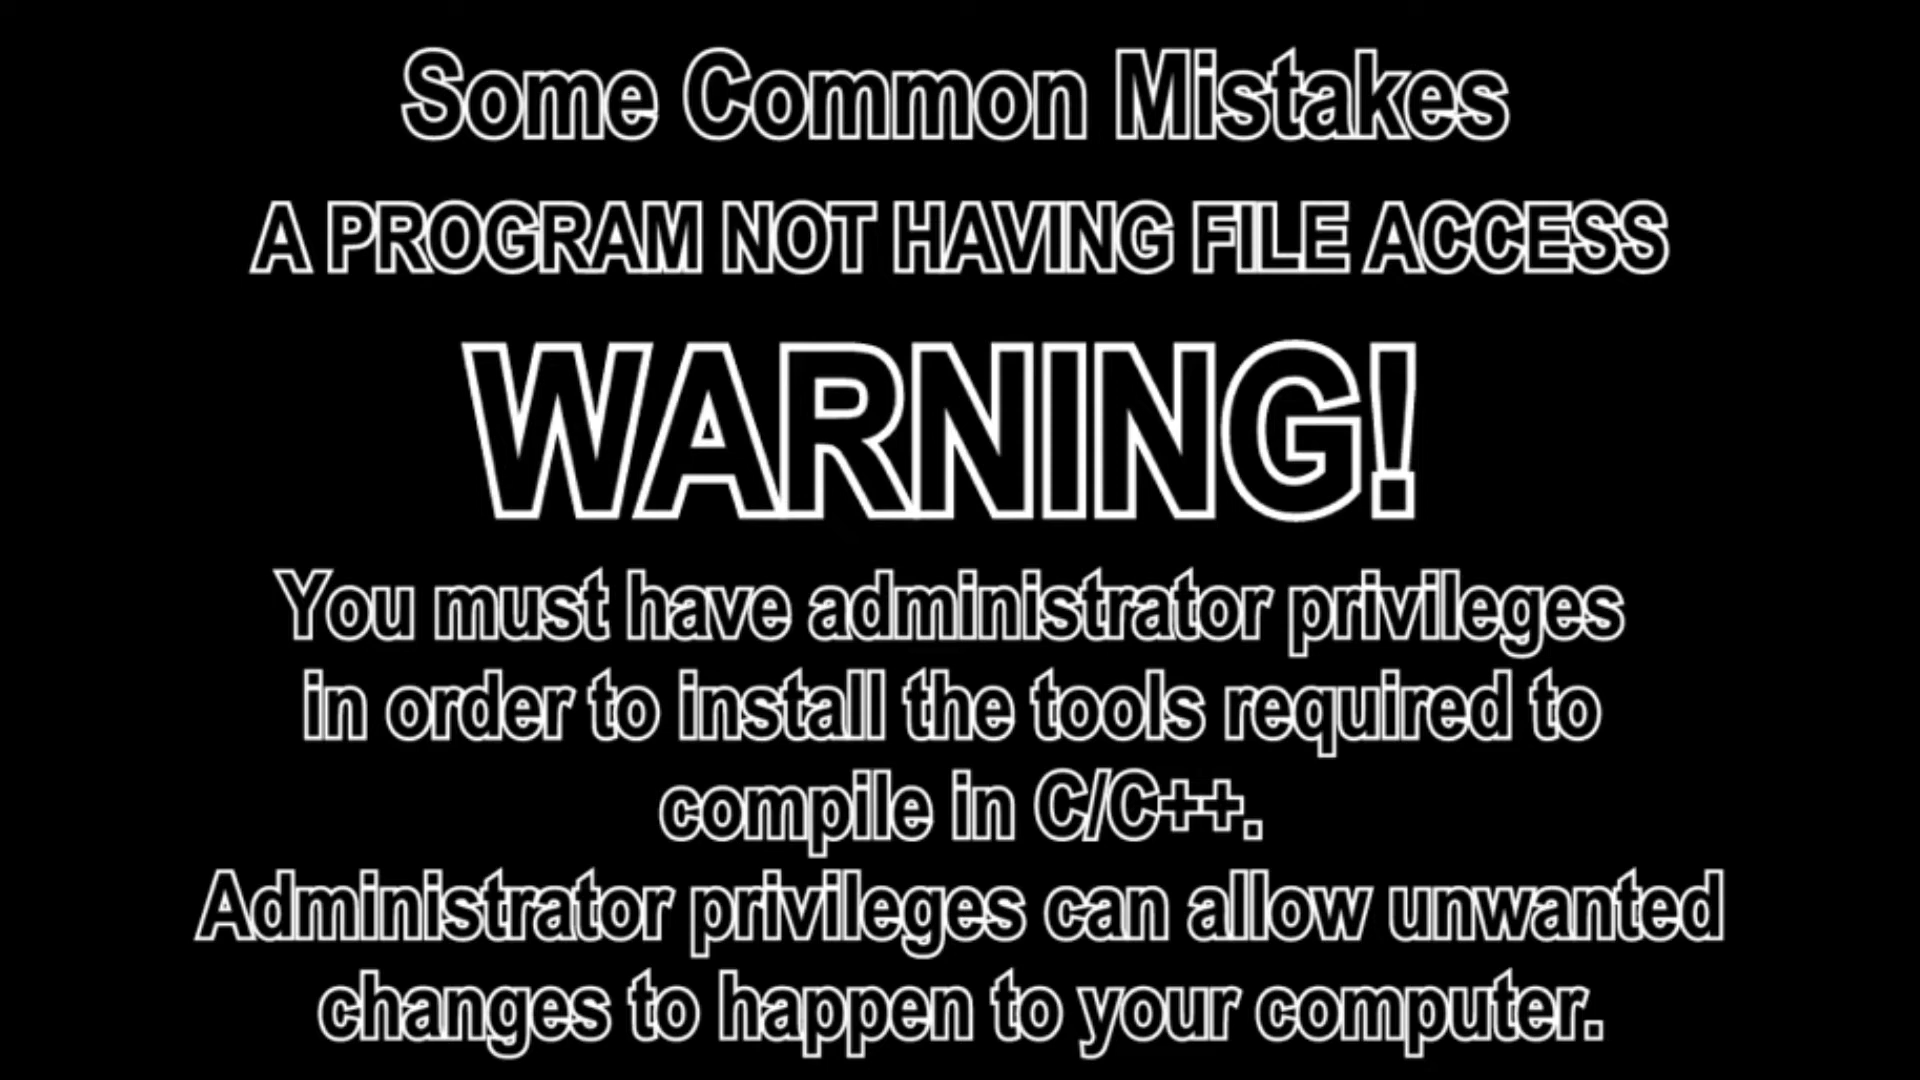 Some Common Mistakes
A PROGRAM NOT HAVING FILE ACCESS
WARNING!
You must have administrator privileges
in order to install the tools required to
compile in C/C++.
Administrator privileges can allow unwanted
changes to happen to your computer.